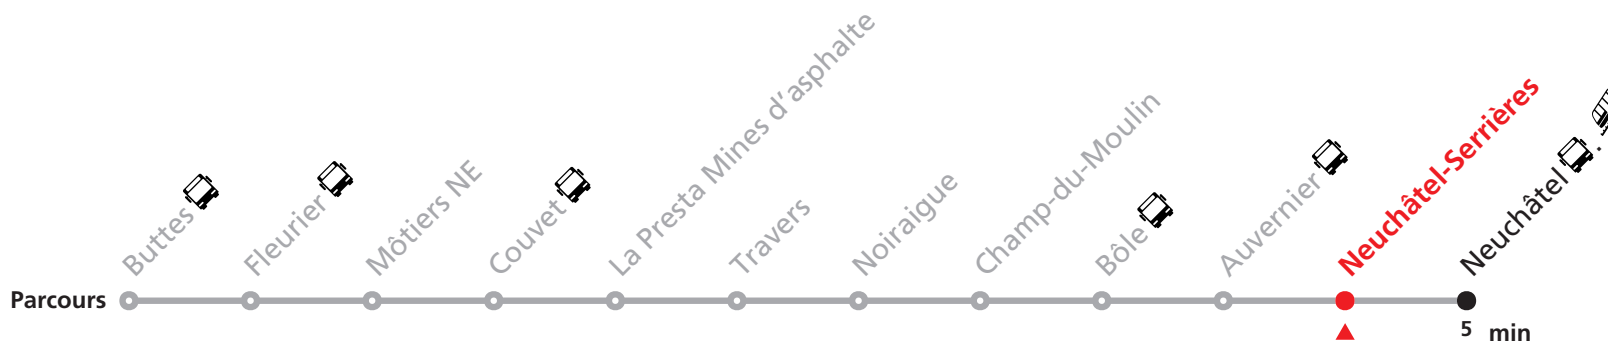 Buttes
Fleurier
Môtiers NE
Couvet
La Presta Mines d'asphalte
Travers
Noiraigue
Champ-du-Moulin
Bôle
Auvernier
Neuchâtel-Serrières
Neuchâtel
Parcours
5 min